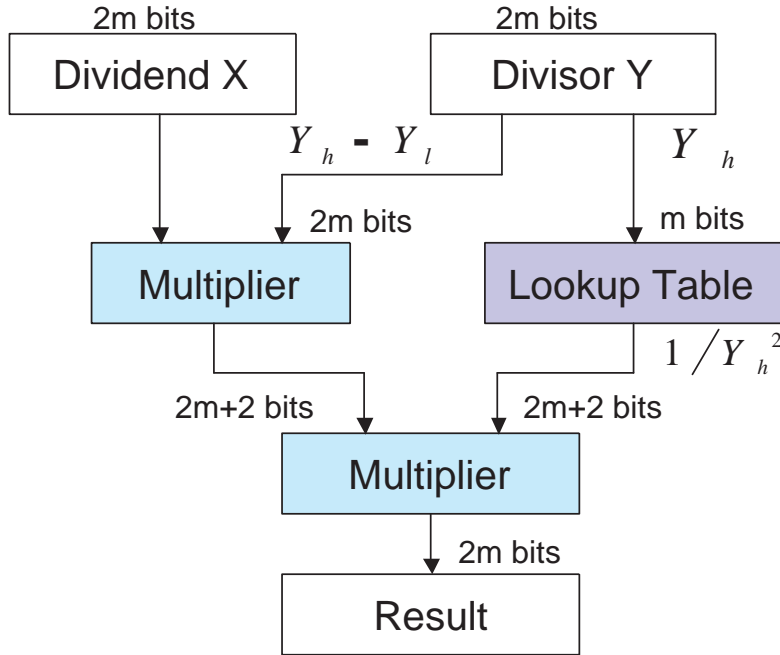 2m bits
2m bits
Dividend X
Divisor Y
Y h - Y l
Y h
2m bits
m bits
Multiplier
Lookup Table
1 / Y h 2
2m+2 bits
2m+2 bits
Multiplier
2m bits
Result